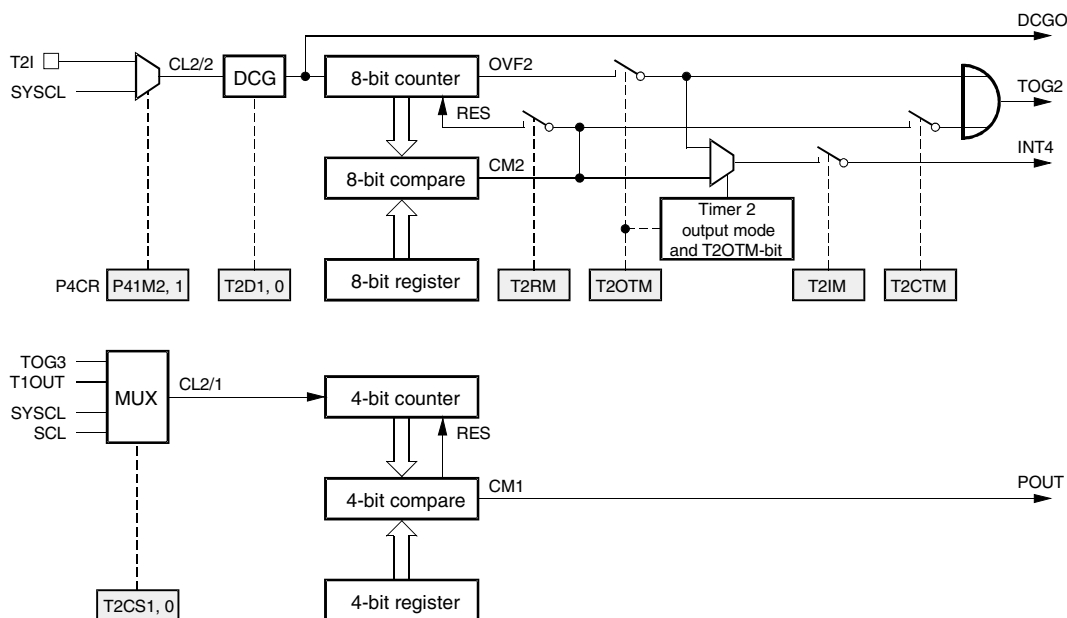 DCGO
T2I
CL2/2
DCG
8-bit counter
OVF2
SYSCL
TOG2
RES
INT4
8-bit compare
CM2
Timer 2
output mode
and T2OTM-bit
P4CR
P41M2, 1
T2D1, 0
8-bit register
T2RM
T2OTM
T2IM
T2CTM
TOG3
T1OUT
SYSCL
SCL
MUX
CL2/1
4-bit counter
RES
4-bit compare
CM1
POUT
T2CS1, 0
4-bit register